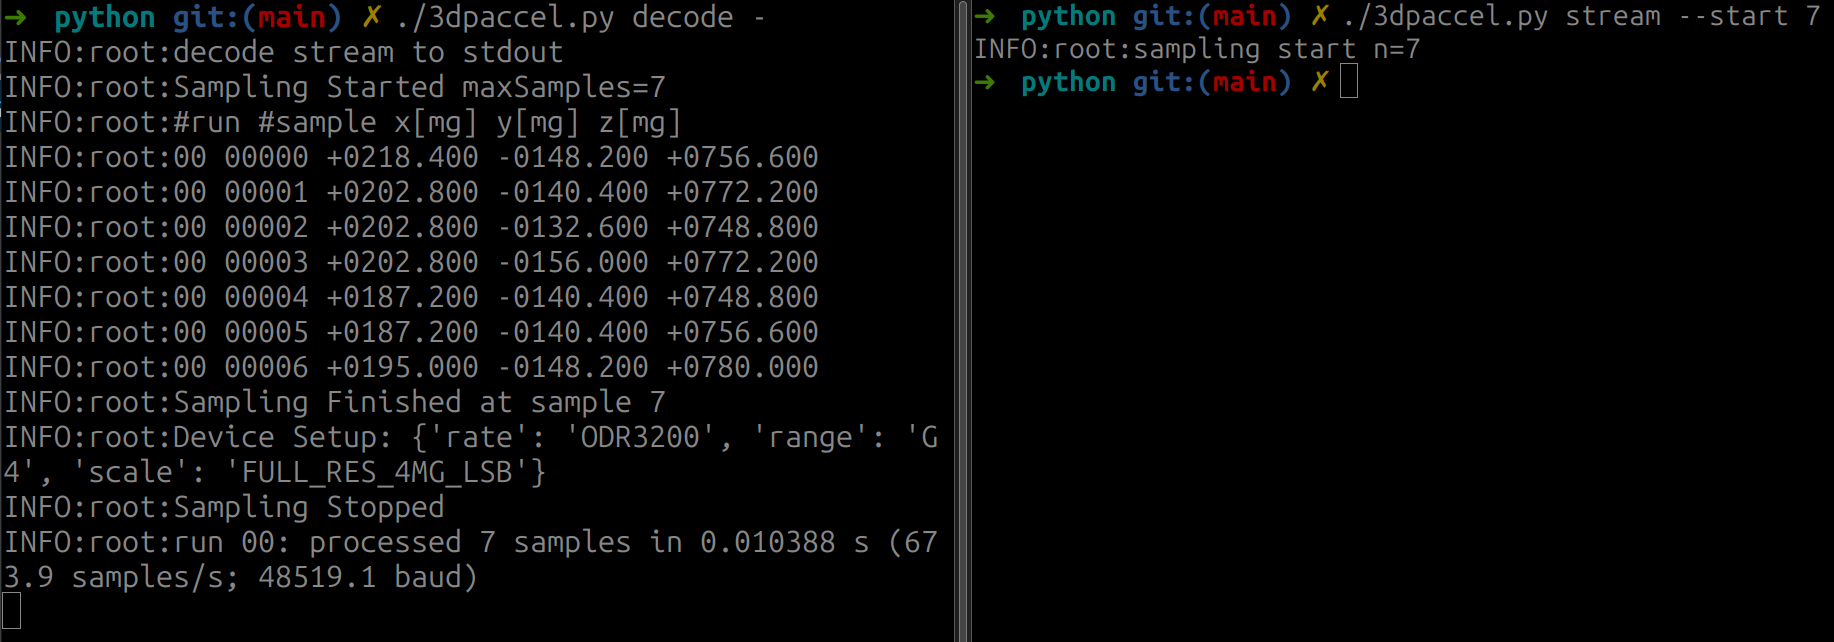 ➜  python git:(main) ✗ ./3dpaccel.py decode -
INFO:root:decode stream to stdout
INFO:root:Sampling Started maxSamples=7
INFO:root:#run #sample x[mg] y[mg] z[mg]
INFO:root:00 00000 +0218.400 -0148.200 +0756.600
INFO:root:00 00001 +0202.800 -0140.400 +0772.200
INFO:root:00 00002 +0202.800 -0132.600 +0748.800
INFO:root:00 00003 +0202.800 -0156.000 +0772.200
INFO:root:00 00004 +0187.200 -0140.400 +0748.800
INFO:root:00 00005 +0187.200 -0140.400 +0756.600
INFO:root:00 00006 +0195.000 -0148.200 +0780.000
INFO:root:Sampling Finished at sample 7
INFO:root:Device Setup: {'rate': 'ODR3200', 'range': 'G
4', 'scale': 'FULL_RES_4MG_LSB'}
INFO:root:Sampling Stopped
INFO:root:run 00: processed 7 samples in 0.010388 s (67
3.9 samples/s; 48519.1 baud)
➜  python git:(main) ✗ ./3dpaccel.py stream --start 7
INFO:root:sampling start n=7
➜  python git:(main) ✗